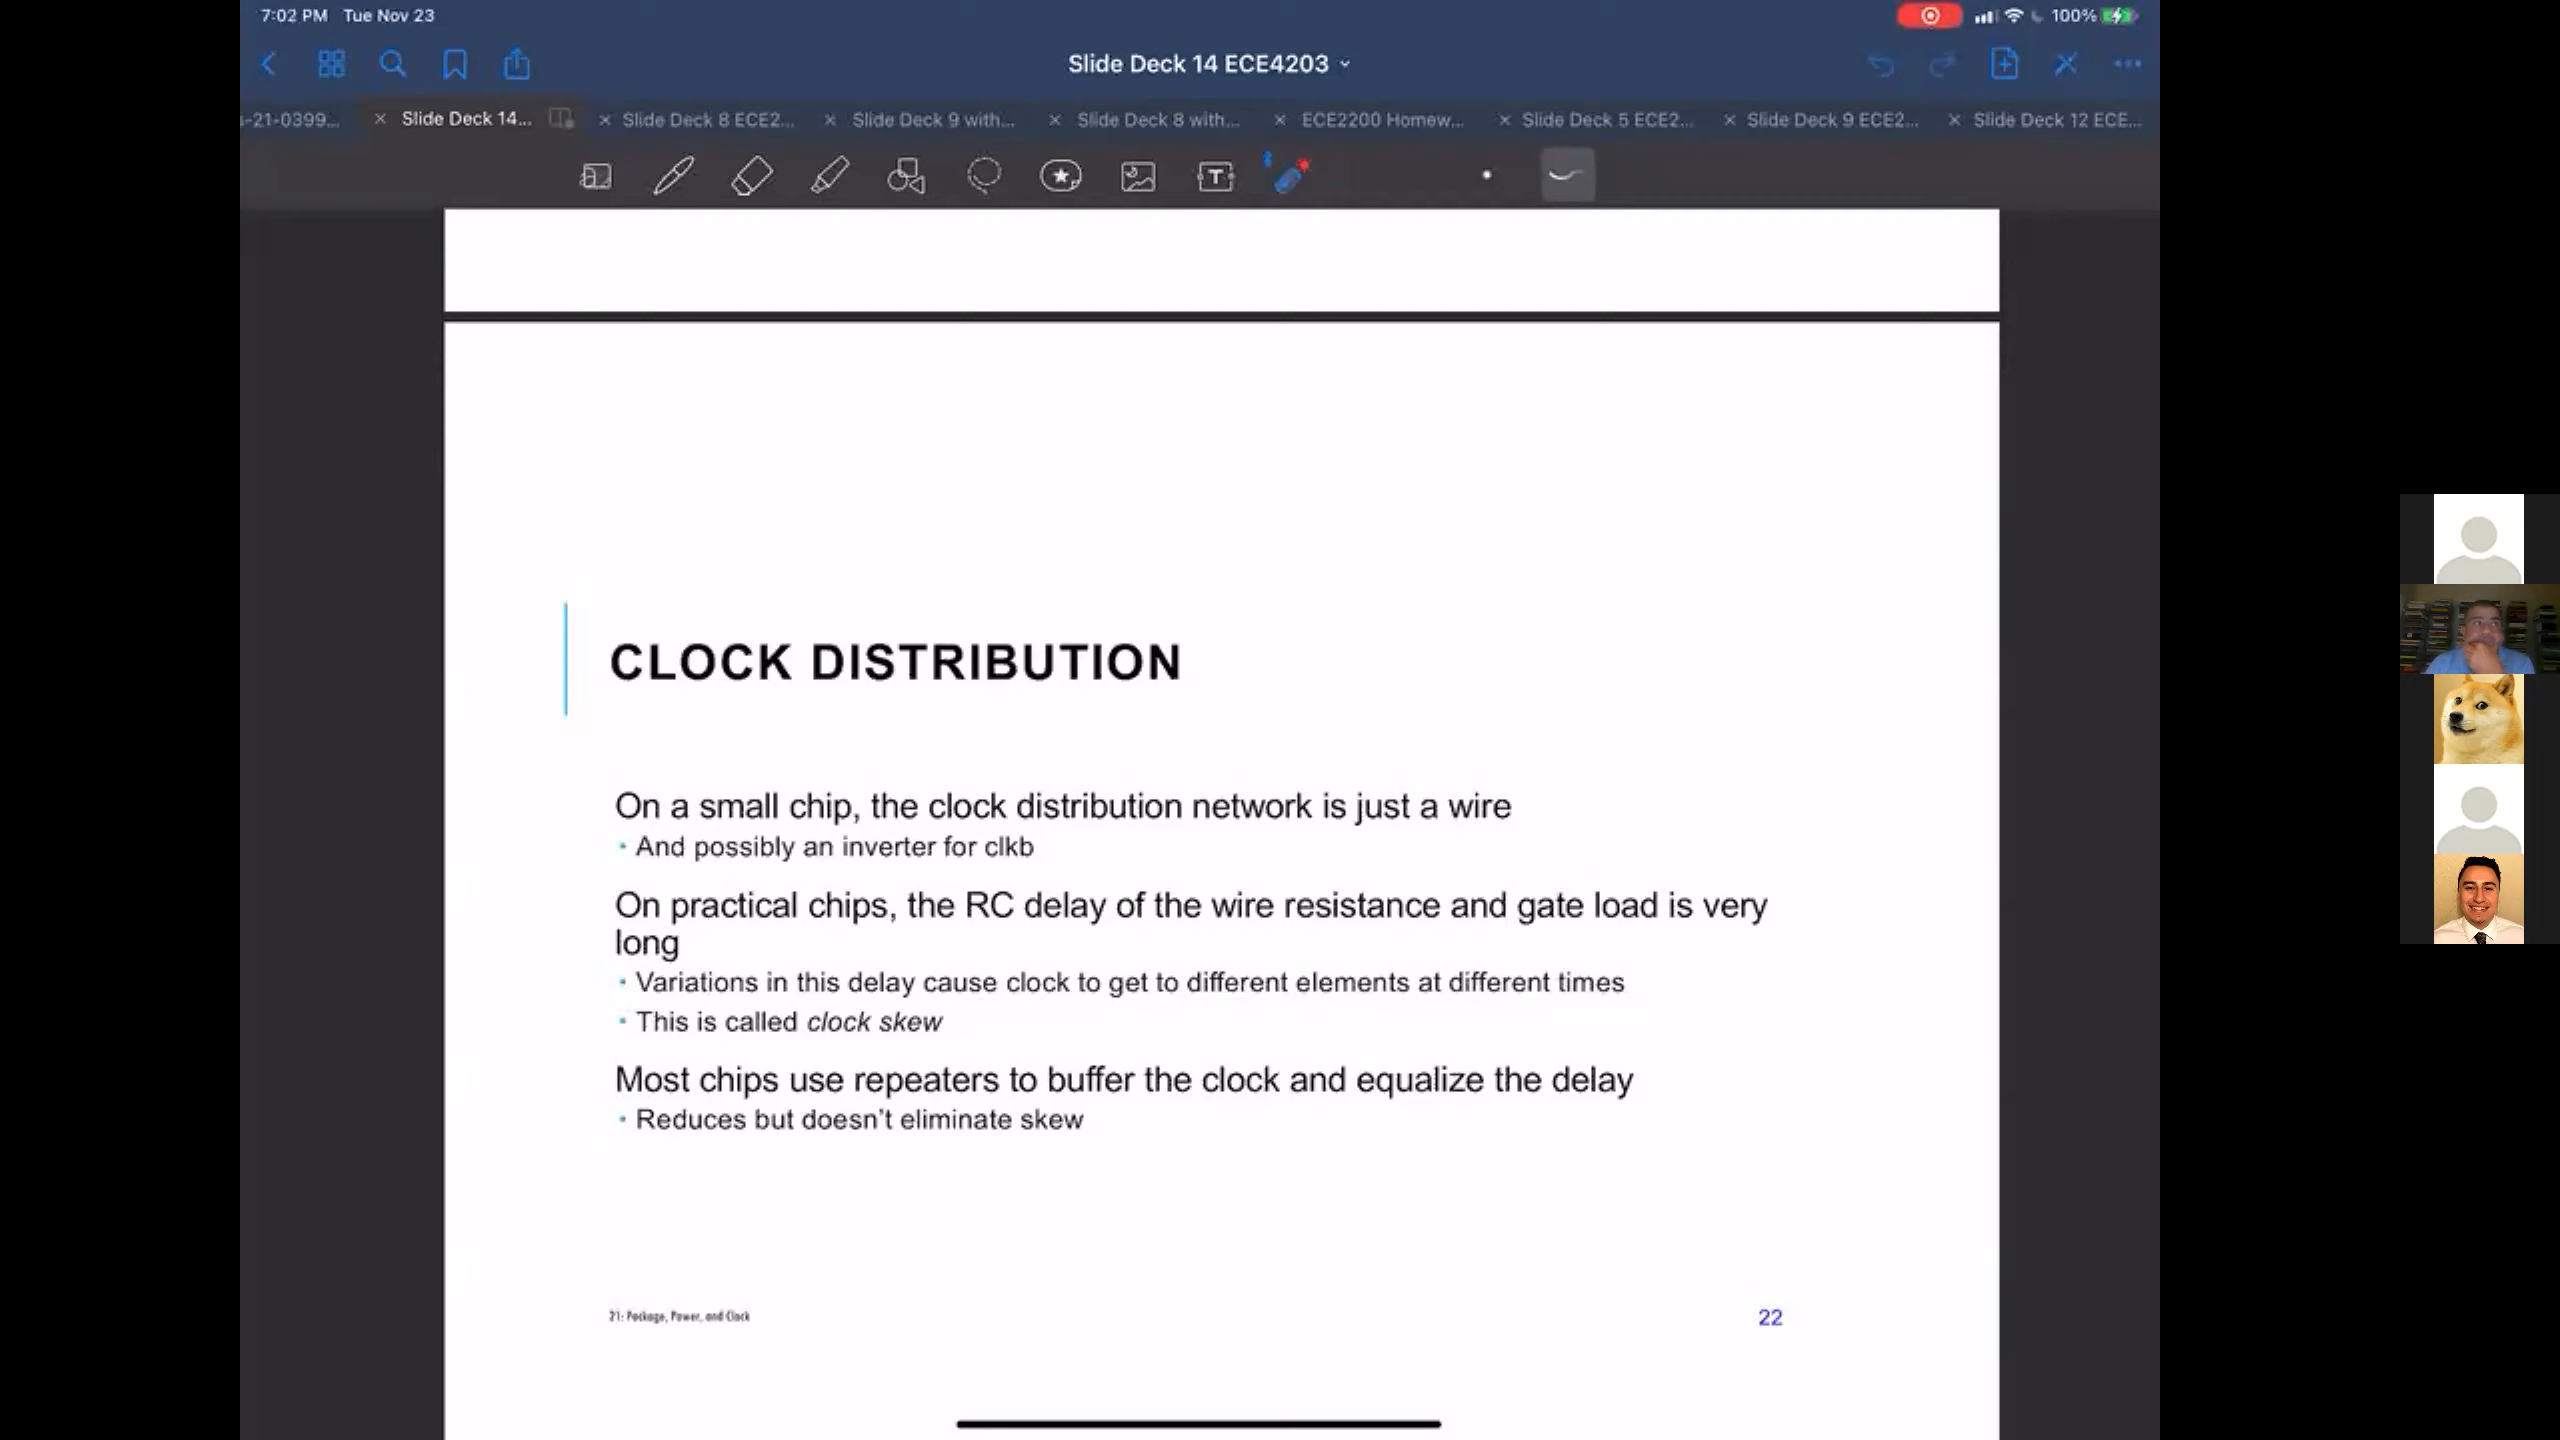 7:02 PM Tue Nov 23
100%
Slide Deck 14 ECE4203
-21-0399...
Slide Deck 14...
Slide Deck 8 ECE2...
Slide Deck 9 with...
Slide Deck 8 with...
ECE2200 Homew...
Slide Deck 5 ECE2...
Slide Deck 9 ECE2...
Slide Deck 12 ECE...
CLOCK DISTRIBUTION
On a small chip, the clock distribution network is just a wire
• And possibly an inverter for clkb
On practical chips, the RC delay of the wire resistance and gate load is very
long
• Variations in this delay cause clock to get to different elements at different times
• This is called clock skew
Most chips use repeaters to buffer the clock and equalize the delay
• Reduces but doesn't eliminate skew
21: Package, Power, and Clock
22